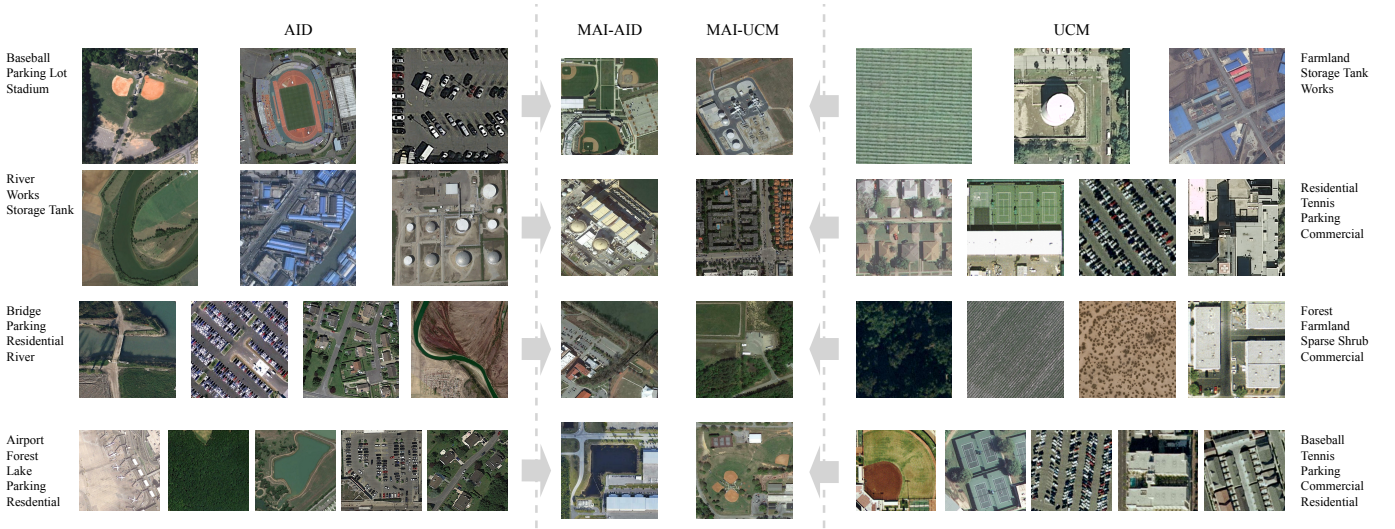 AID
MAI-AID
MAI-UCM
UCM
Baseball
Parking Lot
Stadium
Farmland
Storage Tank
Works
River
Works
Storage Tank
Residential
Tennis
Parking
Commercial
Bridge
Parking
Residential
River
Forest
Farmland
Sparse Shrub
Commercial
Airport
Forest
Lake
Parking
Resdential
Baseball
Tennis
Parking
Commercial
Residential